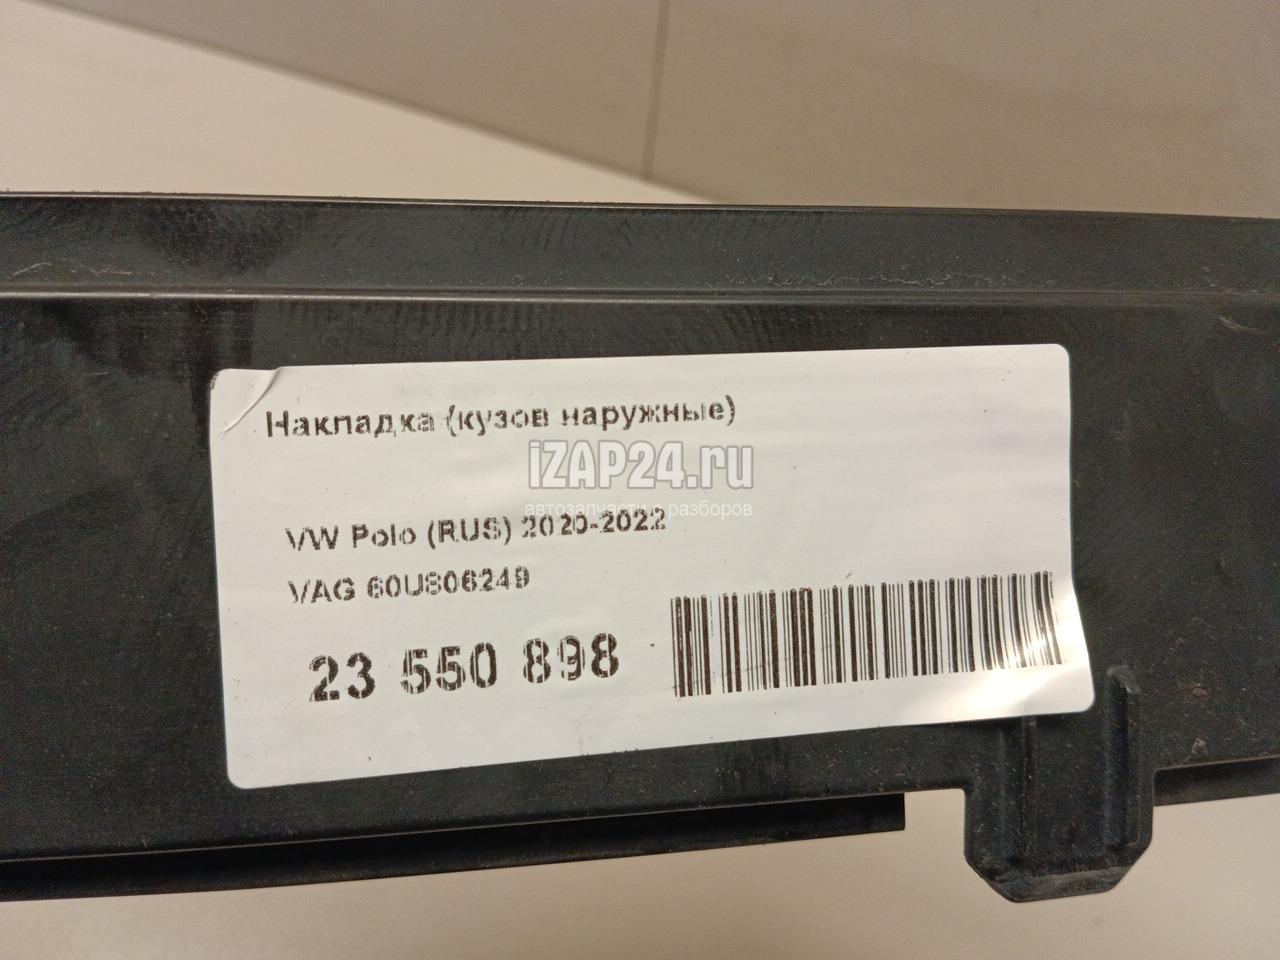 Накладка (кузов наружные)
iZAP24.ru
автозапчасти с разборов
VW Polo (RUS) 2020-2022
VAG 60U806249
23 550 898